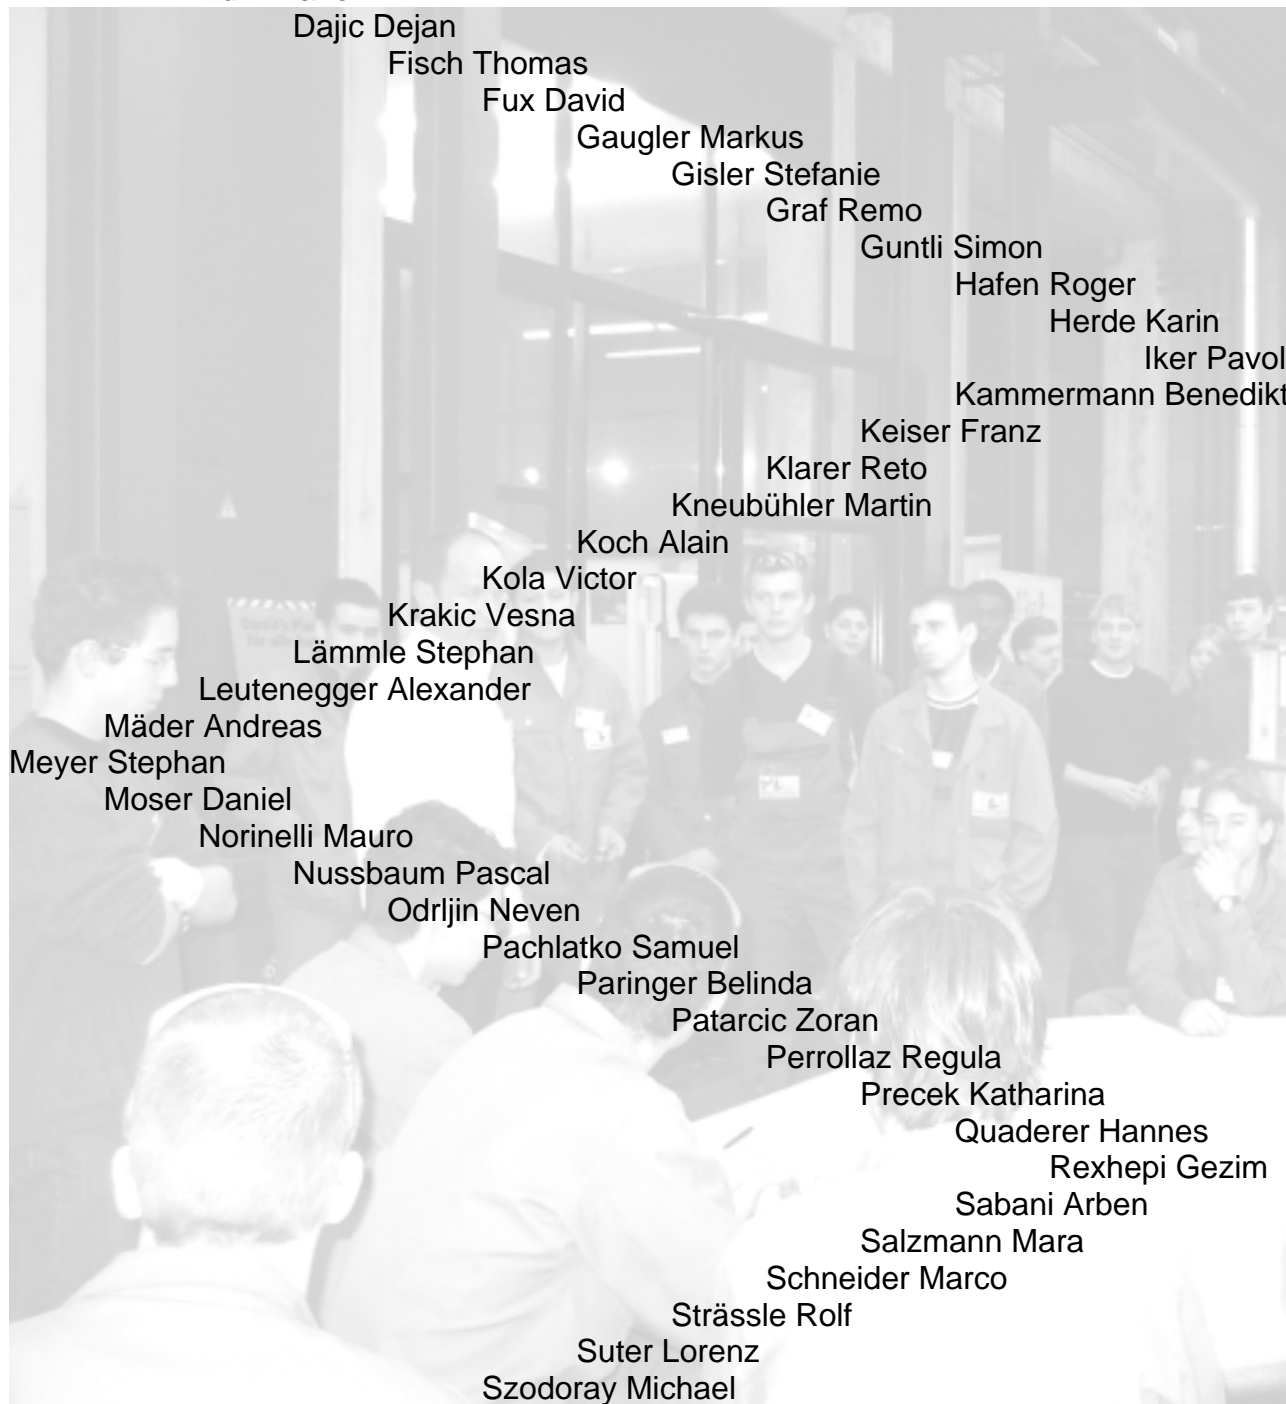 Dajic Dejan
Fisch Thomas
Fux David
Gaugler Markus
Gisler Stefanie
Graf Remo
Guntli Simon
Hafen Roger
Herde Karin
Iker Pavol
Kammermann Benedikt
Keiser Franz
Klarer Reto
Kneubühler Martin
Koch Alain
Kola Victor
Krakic Vesna
Lämmle Stephan
Leutenegger Alexander
Mäder Andreas
Meyer Stephan
Moser Daniel
Norinelli Mauro
Nussbaum Pascal
Odrljin Neven
Pachlatko Samuel
Paringer Belinda
Patarcic Zoran
Perrollaz Regula
Precek Katharina
Quaderer Hannes
Rexhepi Gezim
Sabani Arben
Salzmann Mara
Schneider Marco
Strässle Rolf
Suter Lorenz
Szodoray Michael